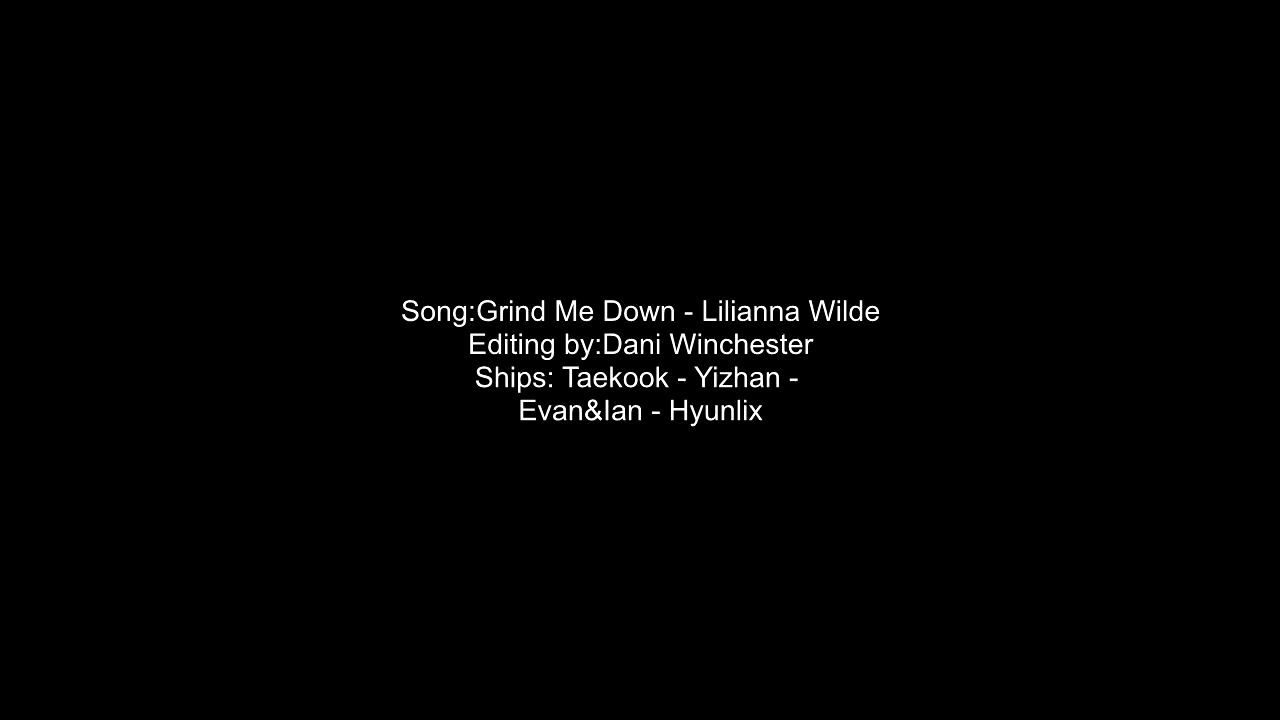 Song:Grind Me Down - Lilianna Wilde
Editing by:Dani Winchester
Ships: Taekook - Yizhan -
Evan&Ian - Hyunlix